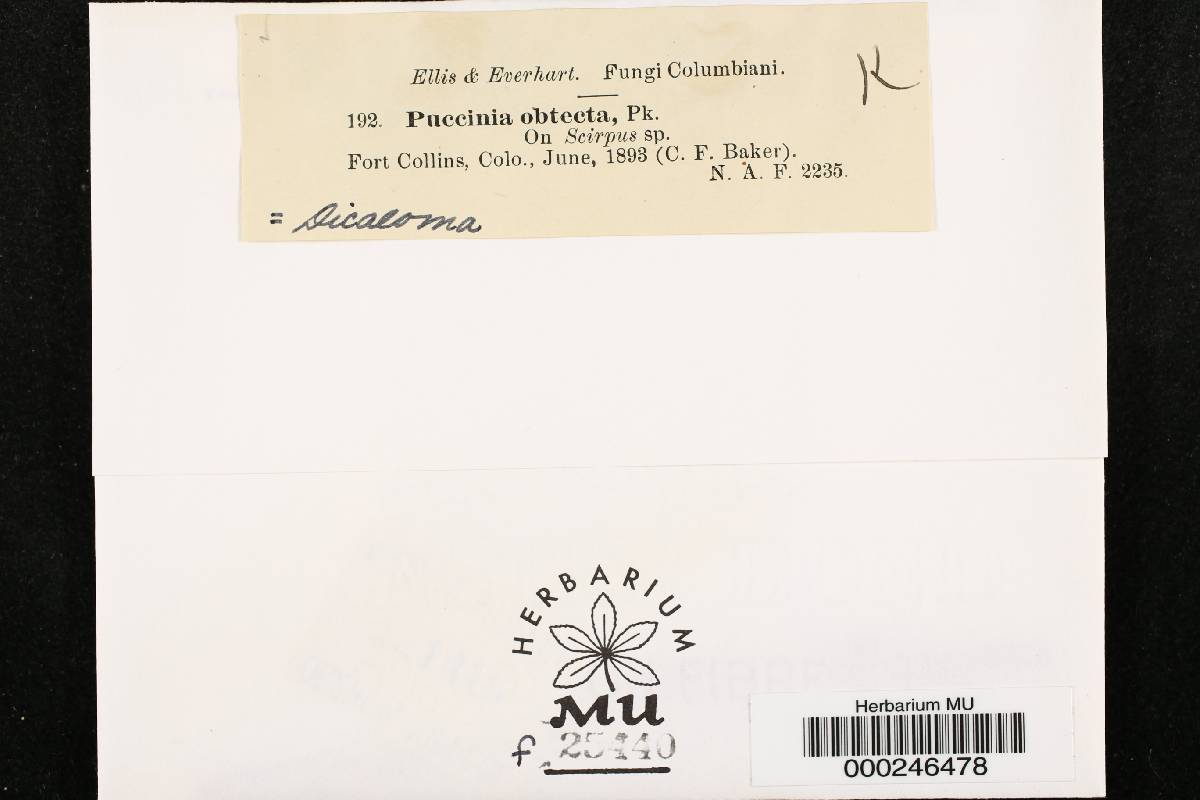 Ellis & Everhart. Fungi Columbiani.
K
192. Puccinia obtecta, Pk.
On Scirpus sp.
Fort Collins, Colo., June, 1893 (C. F. Baker).
N. A. F. 2235.
= Dicaeoma
HERBARIUM
MU
f. 25440
Herbarium MU
000246478